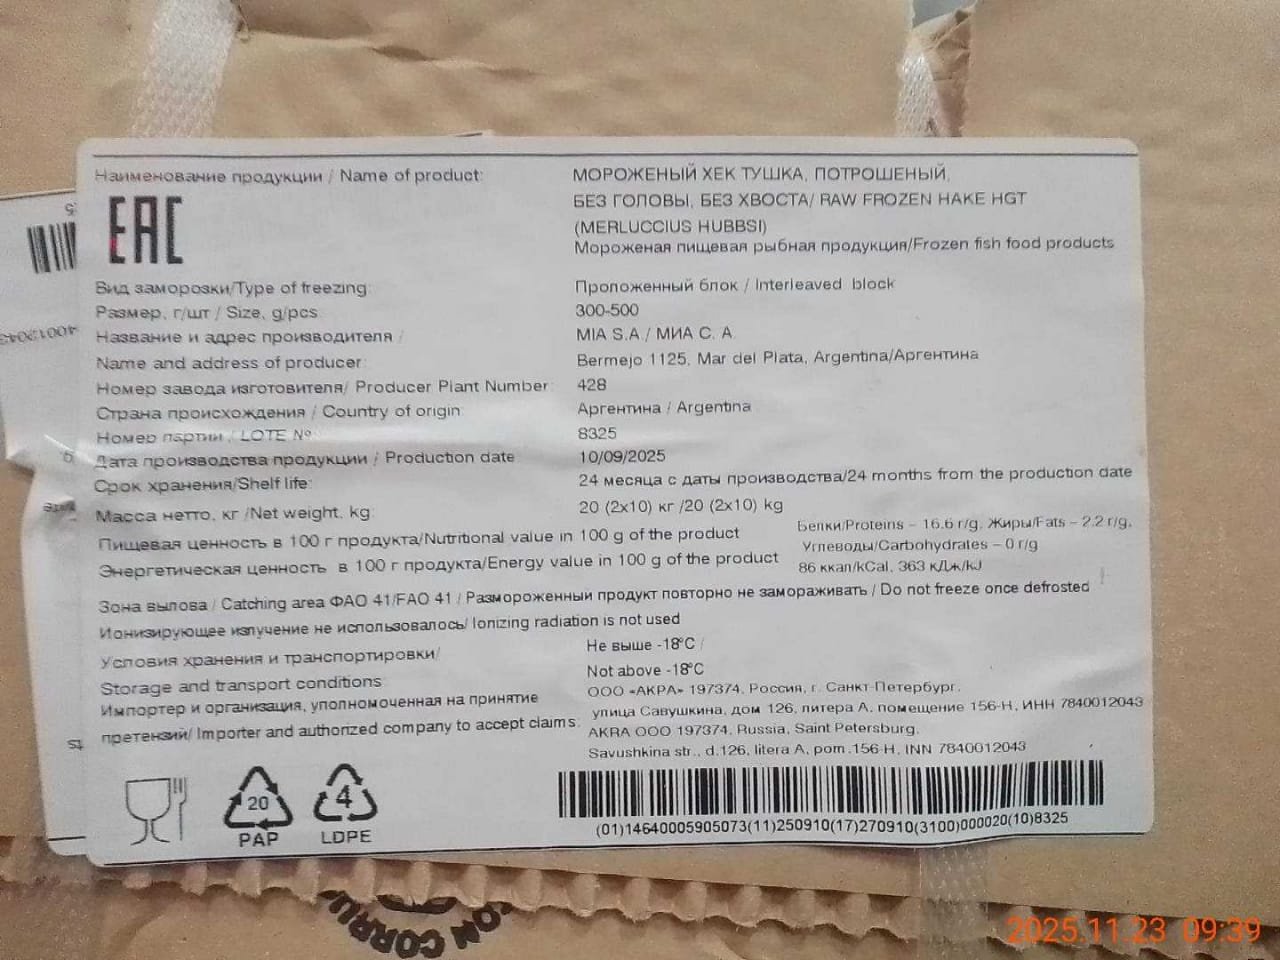 Наименование продукции / Name of product:
МОРОЖЕНЫЙ ХЕК ТУШКА, ПОТРОШЕНЫЙ,
БЕЗ ГОЛОВЫ, БЕЗ ХВОСТА/ RAW FROZEN HAKE HGT
(MERLUCCIUS HUBBSI)
Мороженая пищевая рыбная продукция/Frozen fish food products
EAC
Вид заморозки/Type of freezing: Проложенный блок / Interleaved block
Размер, г/шт / Size, g/pcs: 300-500
Название и адрес производителя / MIA S.A./ МИА С. А.
Name and address of producer: Bermejo 1125, Mar del Plata, Argentina/Аргентина
Номер завода изготовителя/ Producer Plant Number: 428
Страна происхождения / Country of origin: Аргентина / Argentina
Номер партии / LOTE №: 8325
Дата производства продукции / Production date 10/09/2025
Срок хранения/Shelf life: 24 месяца с даты производства/24 months from the production date
Масса нетто, кг /Net weight, kg: 20 (2x10) кг /20 (2x10) kg
Пищевая ценность в 100 г продукта/Nutritional value in 100 g of the product Белки/Proteins – 16.6 г/g, Жиры/Fats – 2.2 г/g,
Углеводы/Carbohydrates – 0 г/g
Энергетическая ценность в 100 г продукта/Energy value in 100 g of the product 86 ккал/kCal, 363 кДж/kJ
Зона вылова / Catching area ФАО 41/FAO 41 / Размороженный продукт повторно не замораживать / Do not freeze once defrosted
Ионизирующее излучение не использовалось/ Ionizing radiation is not used
Условия хранения и транспортировки/ Не выше -18°C /
Storage and transport conditions Not above -18°C
Импортер и организация, уполномоченная на принятие
претензий/ Importer and authorized company to accept claims:
ООО «АКРА» 197374, Россия, г. Санкт-Петербург,
улица Савушкина, дом 126, литера А, помещение 156-Н, ИНН 7840012043
AKRA OOO 197374, Russia, Saint Petersburg,
Savushkina str., d.126, litera A, pom.156-H, INN 7840012043
20
PAP
4
LDPE
(01)14640005905073(11)250910(17)270910(3100)000020(10)8325
ON CORRU
2025.11.23 09:39